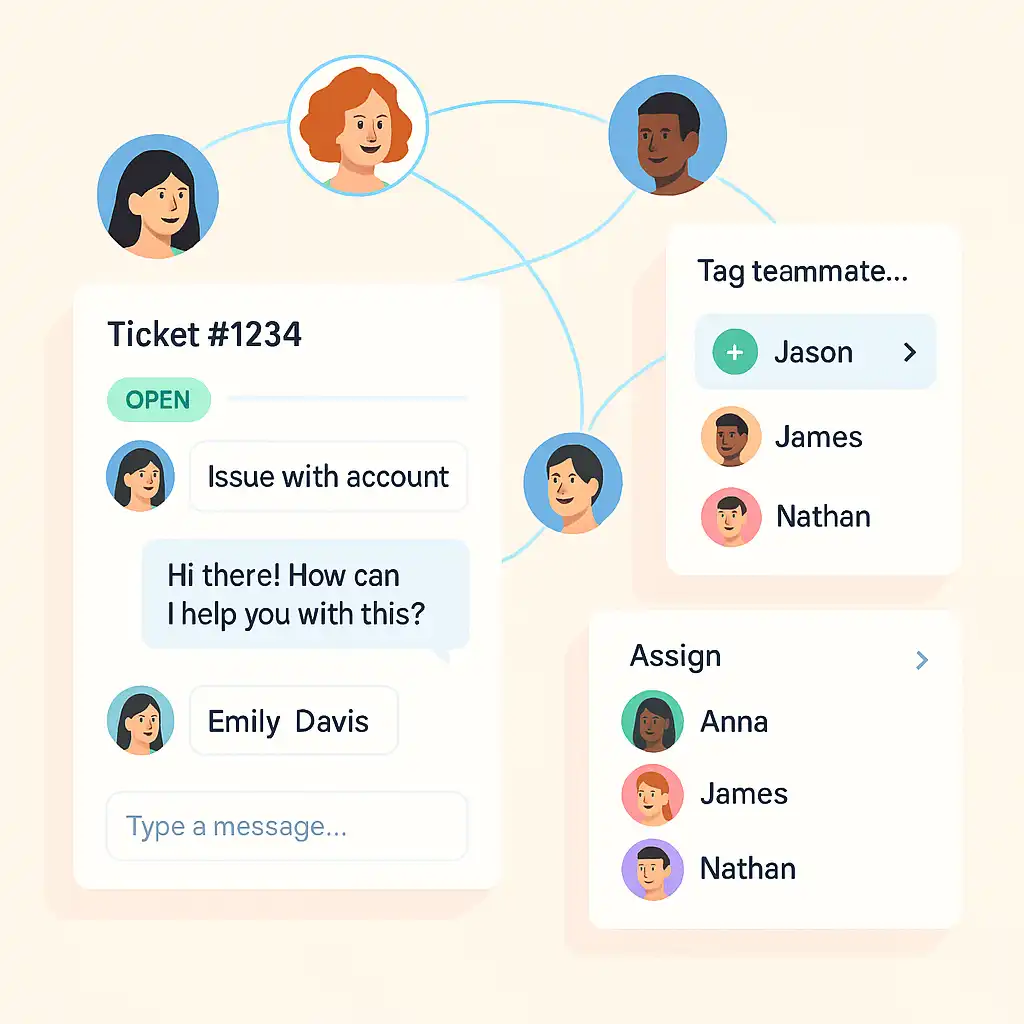 Ticket #1234
OPEN
Issue with account
Hi there! How can
I help you with this?
Emily Davis
Type a message...
Tag teammate...
Jason
James
Nathan
Assign
Anna
James
Nathan